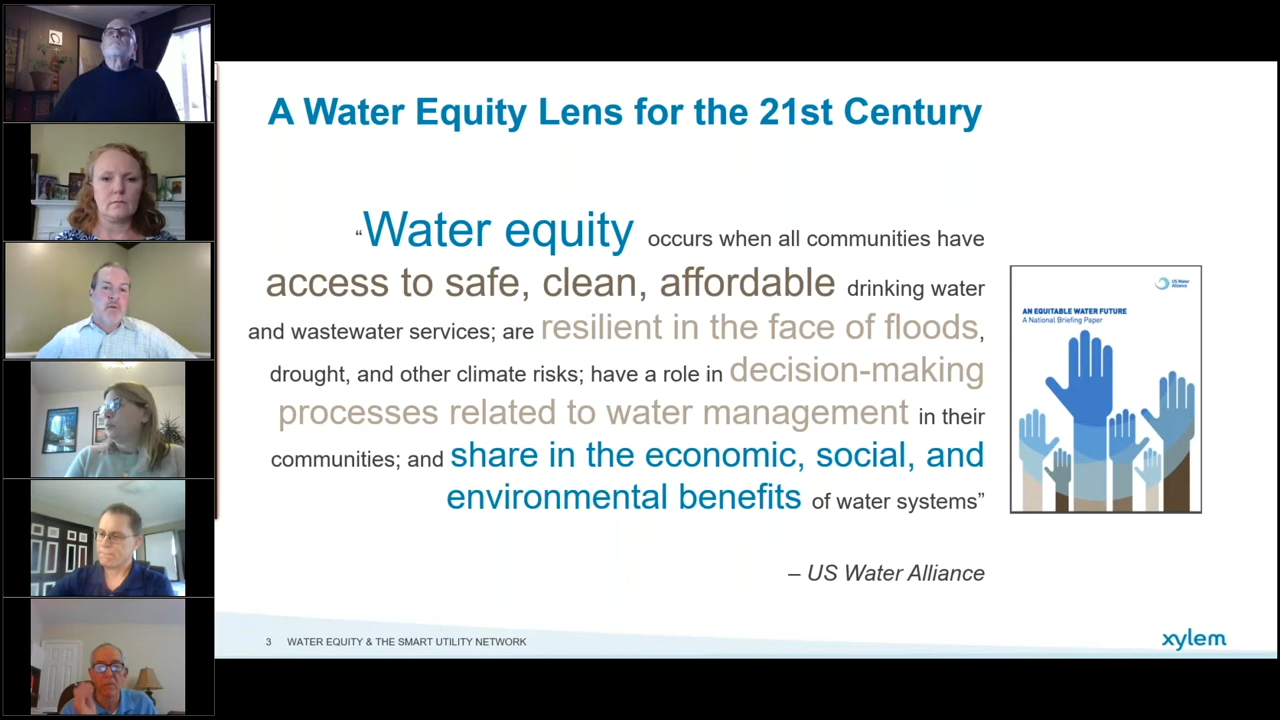 A Water Equity Lens for the 21st Century
“Water equity occurs when all communities have
access to safe, clean, affordable drinking water
and wastewater services; are resilient in the face of floods,
drought, and other climate risks; have a role in decision-making
processes related to water management in their
communities; and share in the economic, social, and
environmental benefits of water systems”
– US Water Alliance
US Water
Alliance
AN EQUITABLE WATER FUTURE
A National Briefing Paper
3 WATER EQUITY & THE SMART UTILITY NETWORK
xylem